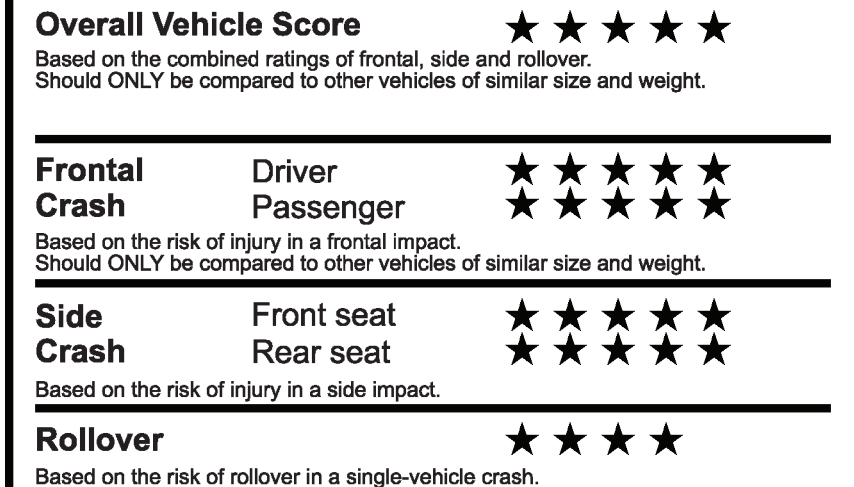 Overall Vehicle Score ★ ★ ★ ★ ★
Based on the combined ratings of frontal, side and rollover.
Should ONLY be compared to other vehicles of similar size and weight.
Frontal Driver ★ ★ ★ ★ ★
Crash Passenger ★ ★ ★ ★ ★
Based on the risk of injury in a frontal impact.
Should ONLY be compared to other vehicles of similar size and weight.
Side Front seat ★ ★ ★ ★ ★
Crash Rear seat ★ ★ ★ ★ ★
Based on the risk of injury in a side impact.
Rollover ★ ★ ★ ★
Based on the risk of rollover in a single-vehicle crash.